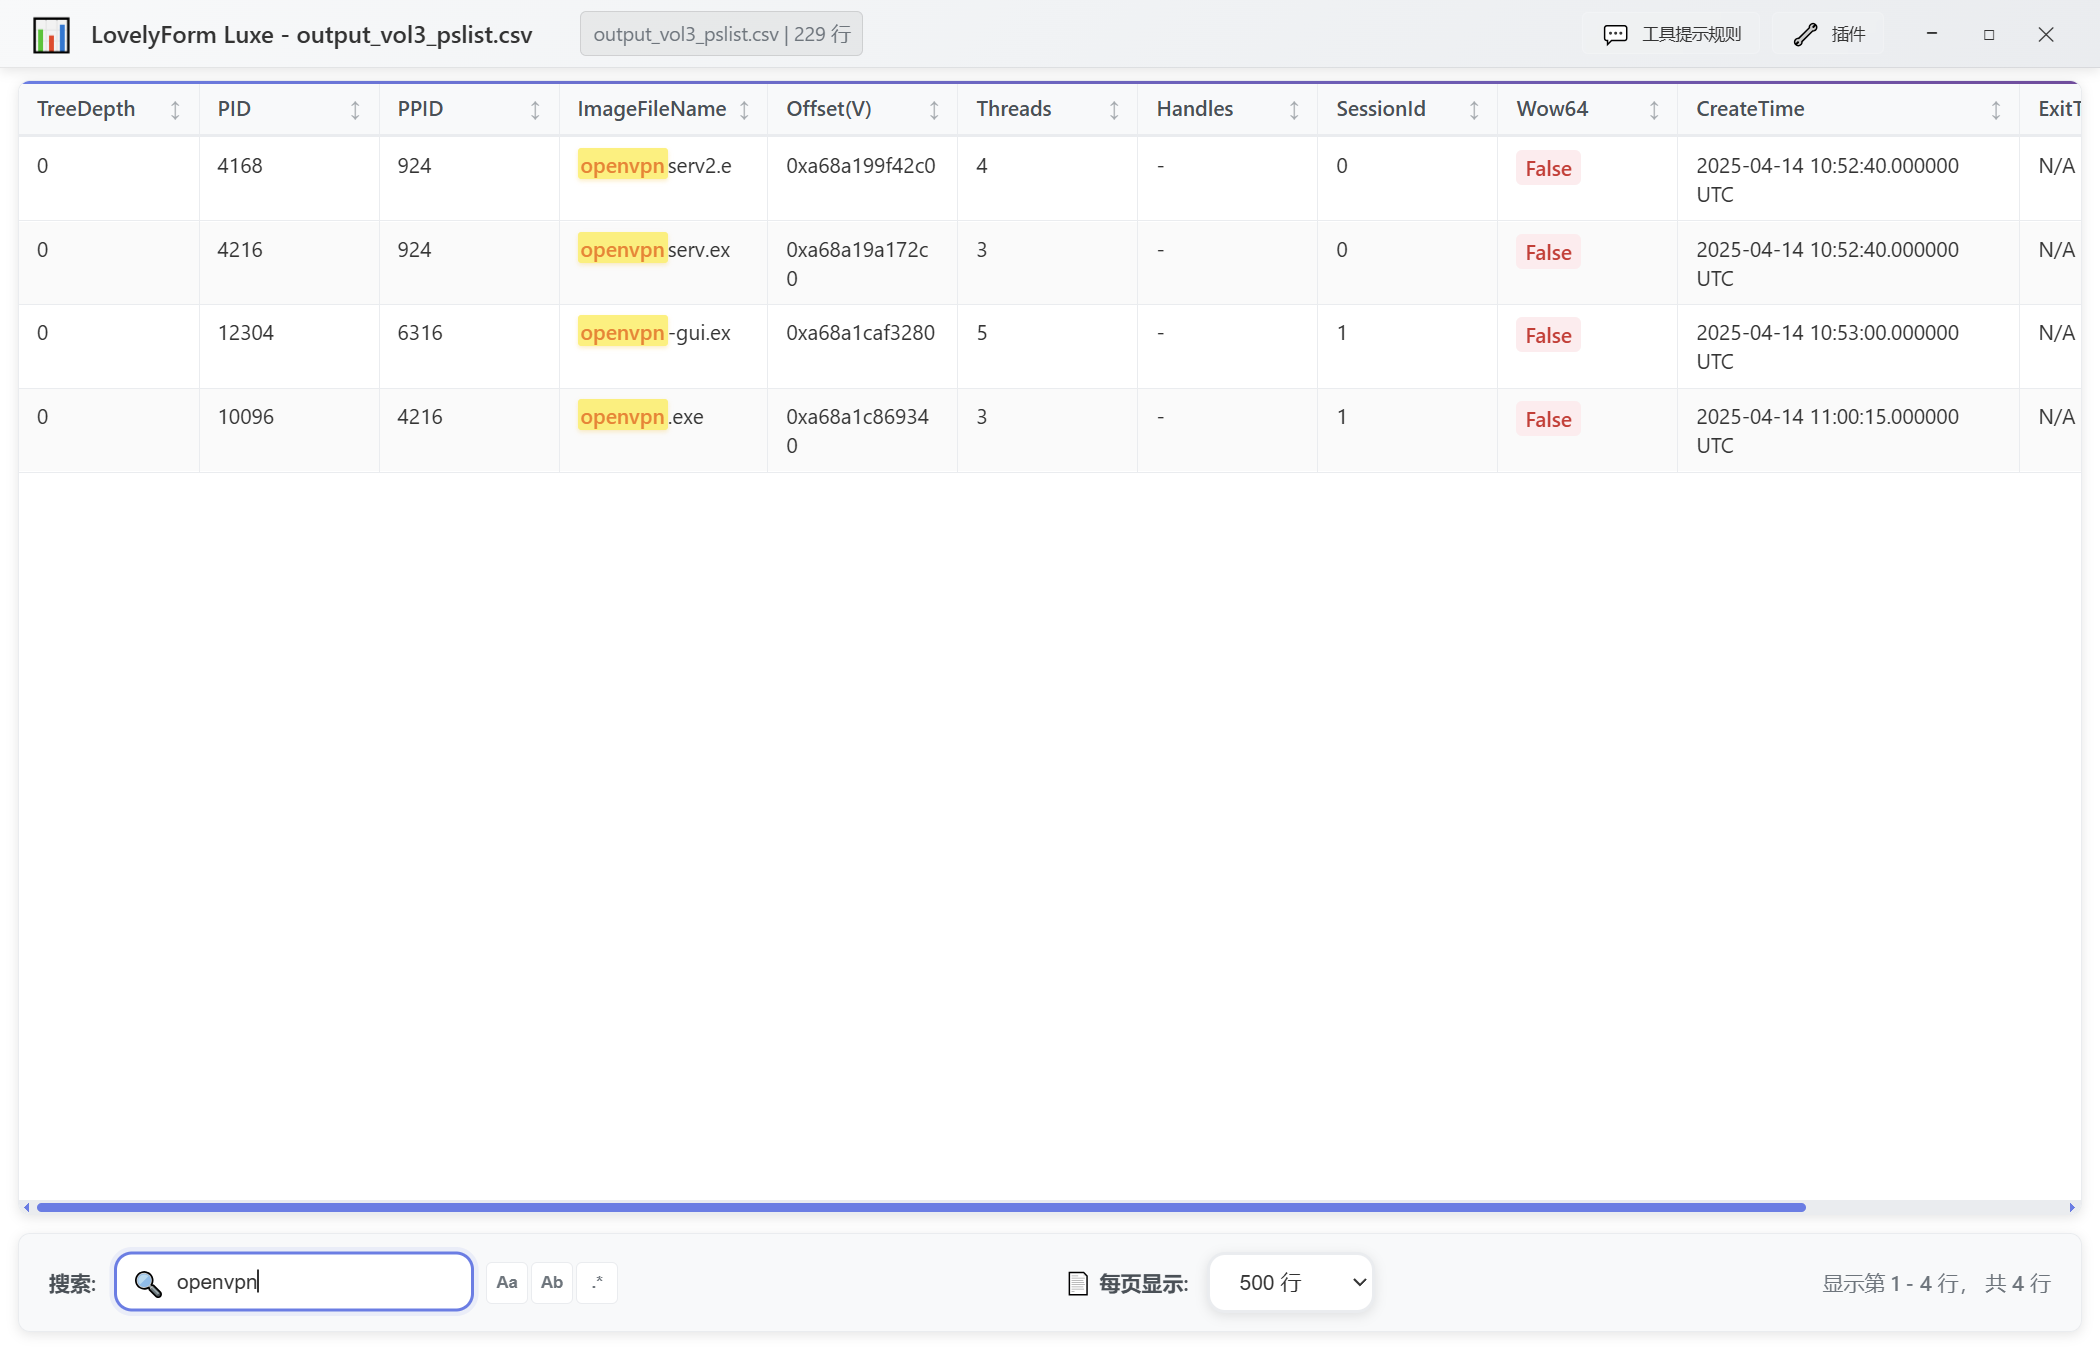 LovelyForm Luxe - output_vol3_pslist.csv
output_vol3_pslist.csv | 229 行
工具提示规则
插件
TreeDepth PID PPID ImageFileName Offset(V) Threads Handles SessionId Wow64 CreateTime ExitT
0 4168 924 openvpnserv2.e 0xa68a199f42c0 4 - 0 False 2025-04-14 10:52:40.000000 N/A
UTC
0 4216 924 openvpnserv.ex 0xa68a19a172c 3 - 0 False 2025-04-14 10:52:40.000000 N/A
0 UTC
0 12304 6316 openvpn-gui.ex 0xa68a1caf3280 5 - 1 False 2025-04-14 10:53:00.000000 N/A
UTC
0 10096 4216 openvpn.exe 0xa68a1c86934 3 - 1 False 2025-04-14 11:00:15.000000 N/A
0 UTC
搜索: openvpn Aa Ab .* 每页显示: 500 行 显示第 1 - 4 行， 共 4 行